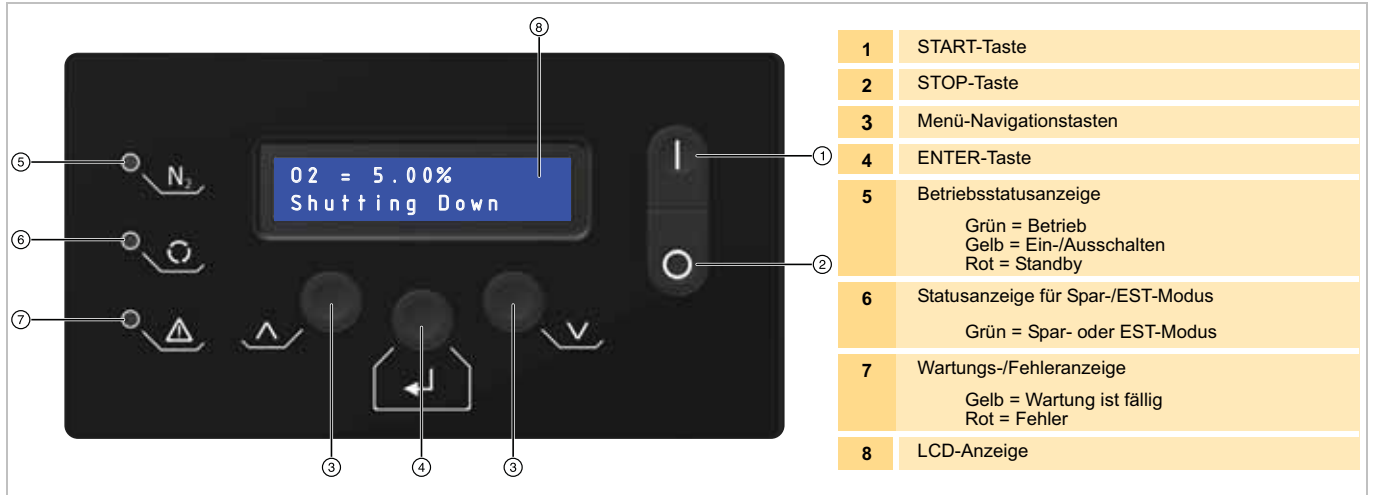 8
5
N2
O2 = 5.00%
Shutting Down
1
6
2
7
3
4
3
1 START-Taste
2 STOP-Taste
3 Menü-Navigationstasten
4 ENTER-Taste
5 Betriebsstatusanzeige
Grün = Betrieb
Gelb = Ein-/Ausschalten
Rot = Standby
6 Statusanzeige für Spar-/EST-Modus
Grün = Spar- oder EST-Modus
7 Wartungs-/Fehleranzeige
Gelb = Wartung ist fällig
Rot = Fehler
8 LCD-Anzeige